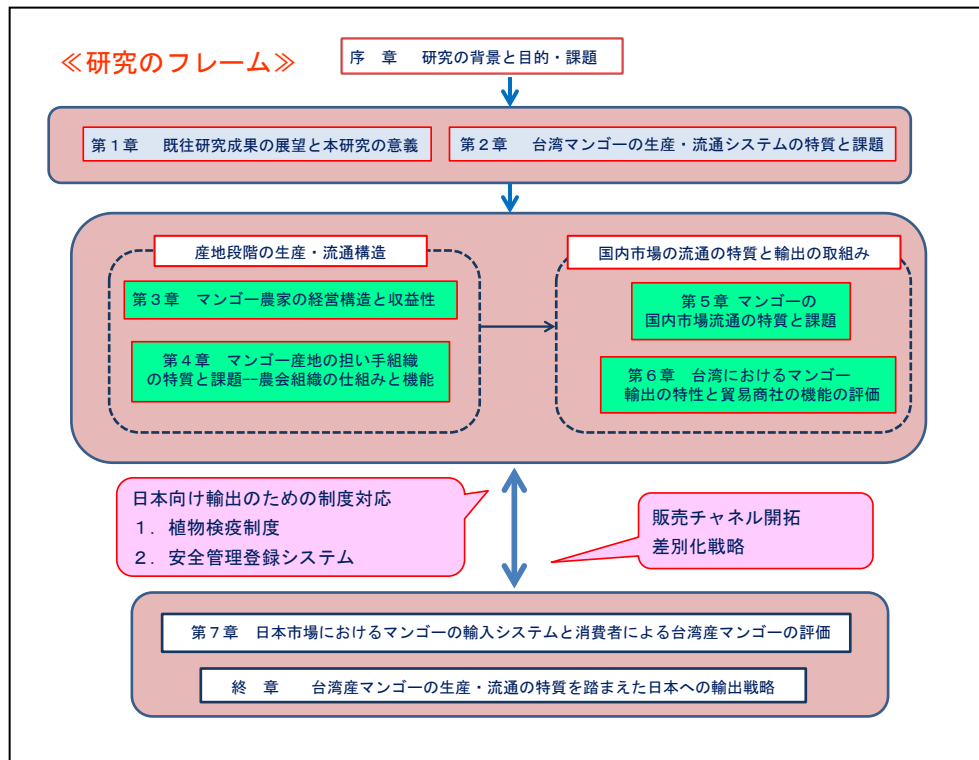 ≪研究のフレーム≫
序　章　　研究の背景と目的・課題
第１章　　既往研究成果の展望と本研究の意義
第２章　　台湾マンゴーの生産・流通システムの特質と課題
産地段階の生産・流通構造
第３章　マンゴー農家の経営構造と収益性
第４章　マンゴー産地の担い手組織
の特質と課題--農会組織の仕組みと機能
国内市場の流通の特質と輸出の取組み
第５章 マンゴーの
国内市場流通の特質と課題
第６章　台湾におけるマンゴー
輸出の特性と貿易商社の機能の評価
日本向け輸出のための制度対応
１．植物検疫制度
２．安全管理登録システム
販売チャネル開拓
差別化戦略
第７章　日本市場におけるマンゴーの輸入システムと消費者による台湾産マンゴーの評価
終　章　　台湾産マンゴーの生産・流通の特質を踏まえた日本への輸出戦略